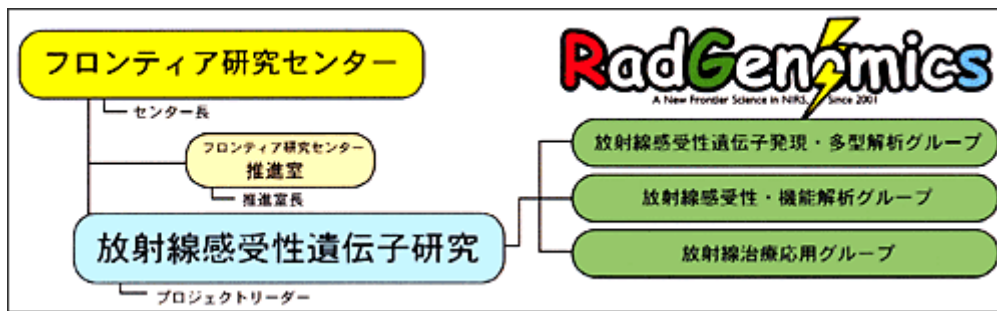 フロンティア研究センター
センター長
フロンティア研究センター
推進室
推進室長
放射線感受性遺伝子研究
プロジェクトリーダー
RadGenomics
A New Frontier Science in NIRS, Since 2001
放射線感受性遺伝子発現・多型解析グループ
放射線感受性・機能解析グループ
放射線治療応用グループ